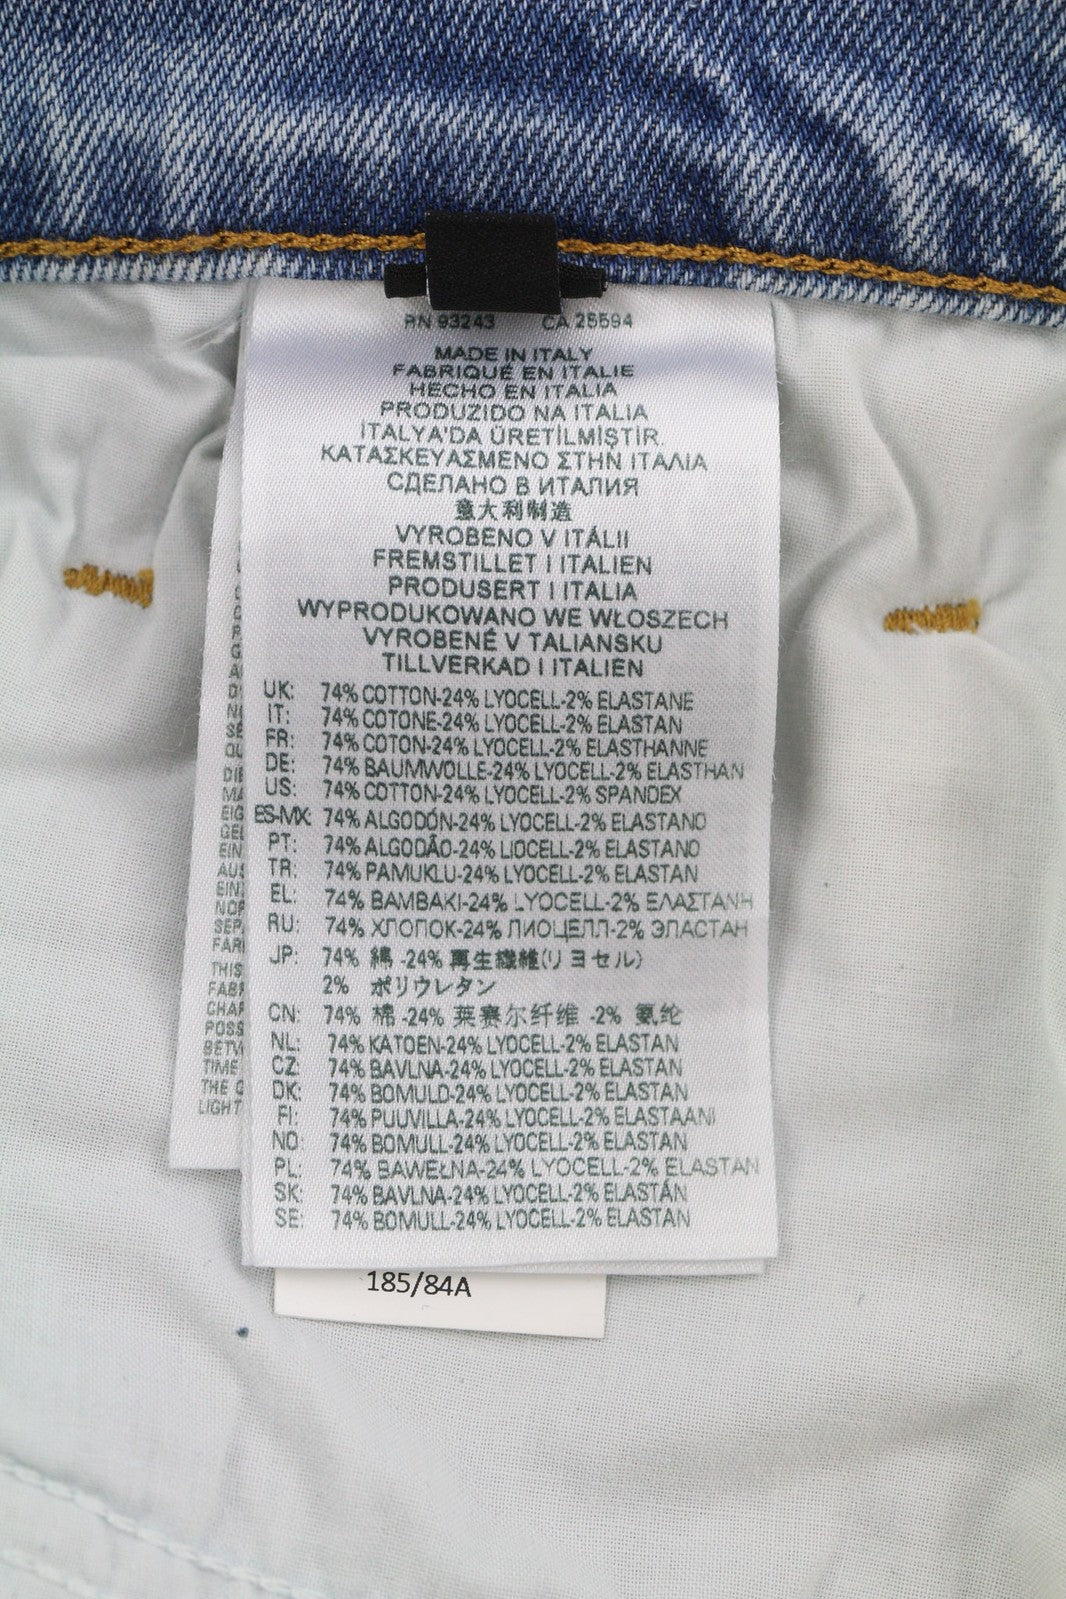 RN 93243 CA 25594
MADE IN ITALY
FABRIQUÉ EN ITALIE
HECHO EN ITALIA
PRODUZIDO NA ITALIA
ITALYA'DA ÜRETİLMİŞTİR.
ΚΑΤΑΣΚΕΥΑΣΜΕΝΟ ΣΤΗΝ ΙΤΑΛΙΑ
СДЕЛАНО В ИТАЛИЯ
意大利制造
VYROBENO V ITÁLII
FREMSTILLET I ITALIEN
PRODUSERT I ITALIA
WYPRODUKOWANO WE WŁOSZECH
VYROBENÉ V TALIANSKU
TILLVERKAD I ITALIEN
UK: 74% COTTON-24% LYOCELL-2% ELASTANE
IT: 74% COTONE-24% LYOCELL-2% ELASTAN
FR: 74% COTON-24% LYOCELL-2% ELASTHANNE
DE: 74% BAUMWOLLE-24% LYOCELL-2% ELASTHAN
US: 74% COTTON-24% LYOCELL-2% SPANDEX
ES-MX: 74% ALGODÓN-24% LYOCELL-2% ELASTANO
PT: 74% ALGODÃO-24% LIOCELL-2% ELASTANO
TR: 74% PAMUKLU-24% LYOCELL-2% ELASTAN
EL: 74% ΒΑΜΒΑΚΙ-24% LYOCELL-2% ΕΛΑΣΤΑΝΗ
RU: 74% ХЛОПОК-24% ЛИОЦЕЛЛ-2% ЭЛАСТАН
JP: 74% 綿 -24% 再生繊維(リヨセル)
2% ポリウレタン
CN: 74% 棉 -24% 莱赛尔纤维 -2% 氨纶
NL: 74% KATOEN-24% LYOCELL-2% ELASTAN
CZ: 74% BAVLNA-24% LYOCELL-2% ELASTAN
DK: 74% BOMULD-24% LYOCELL-2% ELASTAN
FI: 74% PUUVILLA-24% LYOCELL-2% ELASTAANI
NO: 74% BOMULL-24% LYOCELL-2% ELASTAN
PL: 74% BAWEŁNA-24% LYOCELL-2% ELASTAN
SK: 74% BAVLNA-24% LYOCELL-2% ELASTÁN
SE: 74% BOMULL-24% LYOCELL-2% ELASTAN
185/84A
THIS
TIME
THE
LIGHT